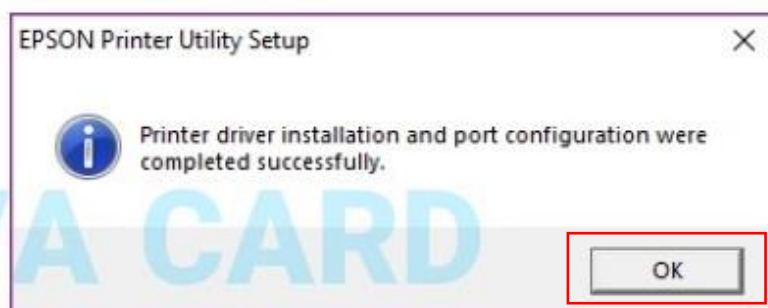 EPSON Printer Utility Setup
Printer driver installation and port configuration were
completed successfully.
A CARD
OK